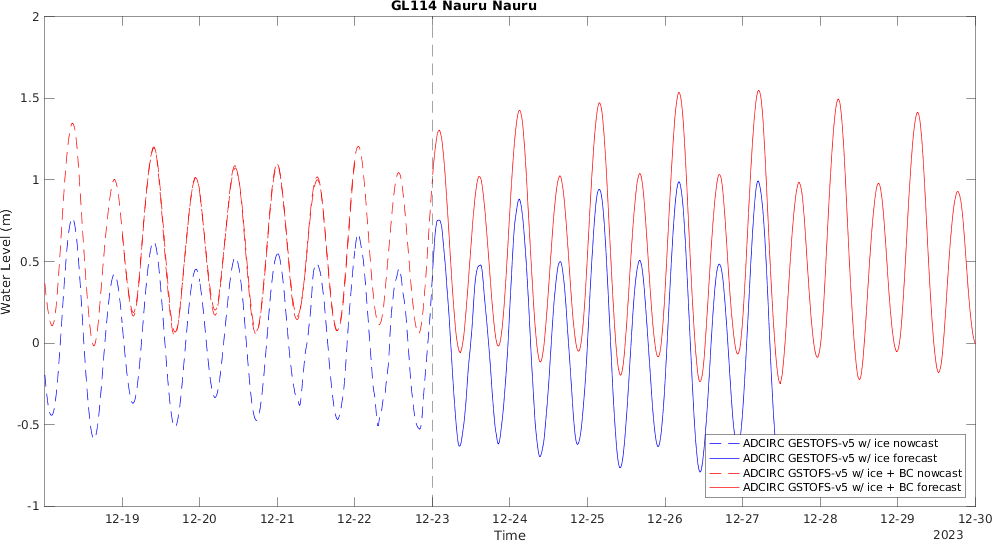 GL114 Nauru Nauru
2
1.5
1
0.5
0
-0.5
-1
Water Level (m)
ADCIRC GESTOFS-v5 w/ ice nowcast
ADCIRC GESTOFS-v5 w/ ice forecast
ADCIRC GSTOFS-v5 w/ ice + BC nowcast
ADCIRC GSTOFS-v5 w/ ice + BC forecast
12-19 12-20 12-21 12-22 12-23 12-24 12-25 12-26 12-27 12-28 12-29 12-30
Time
2023